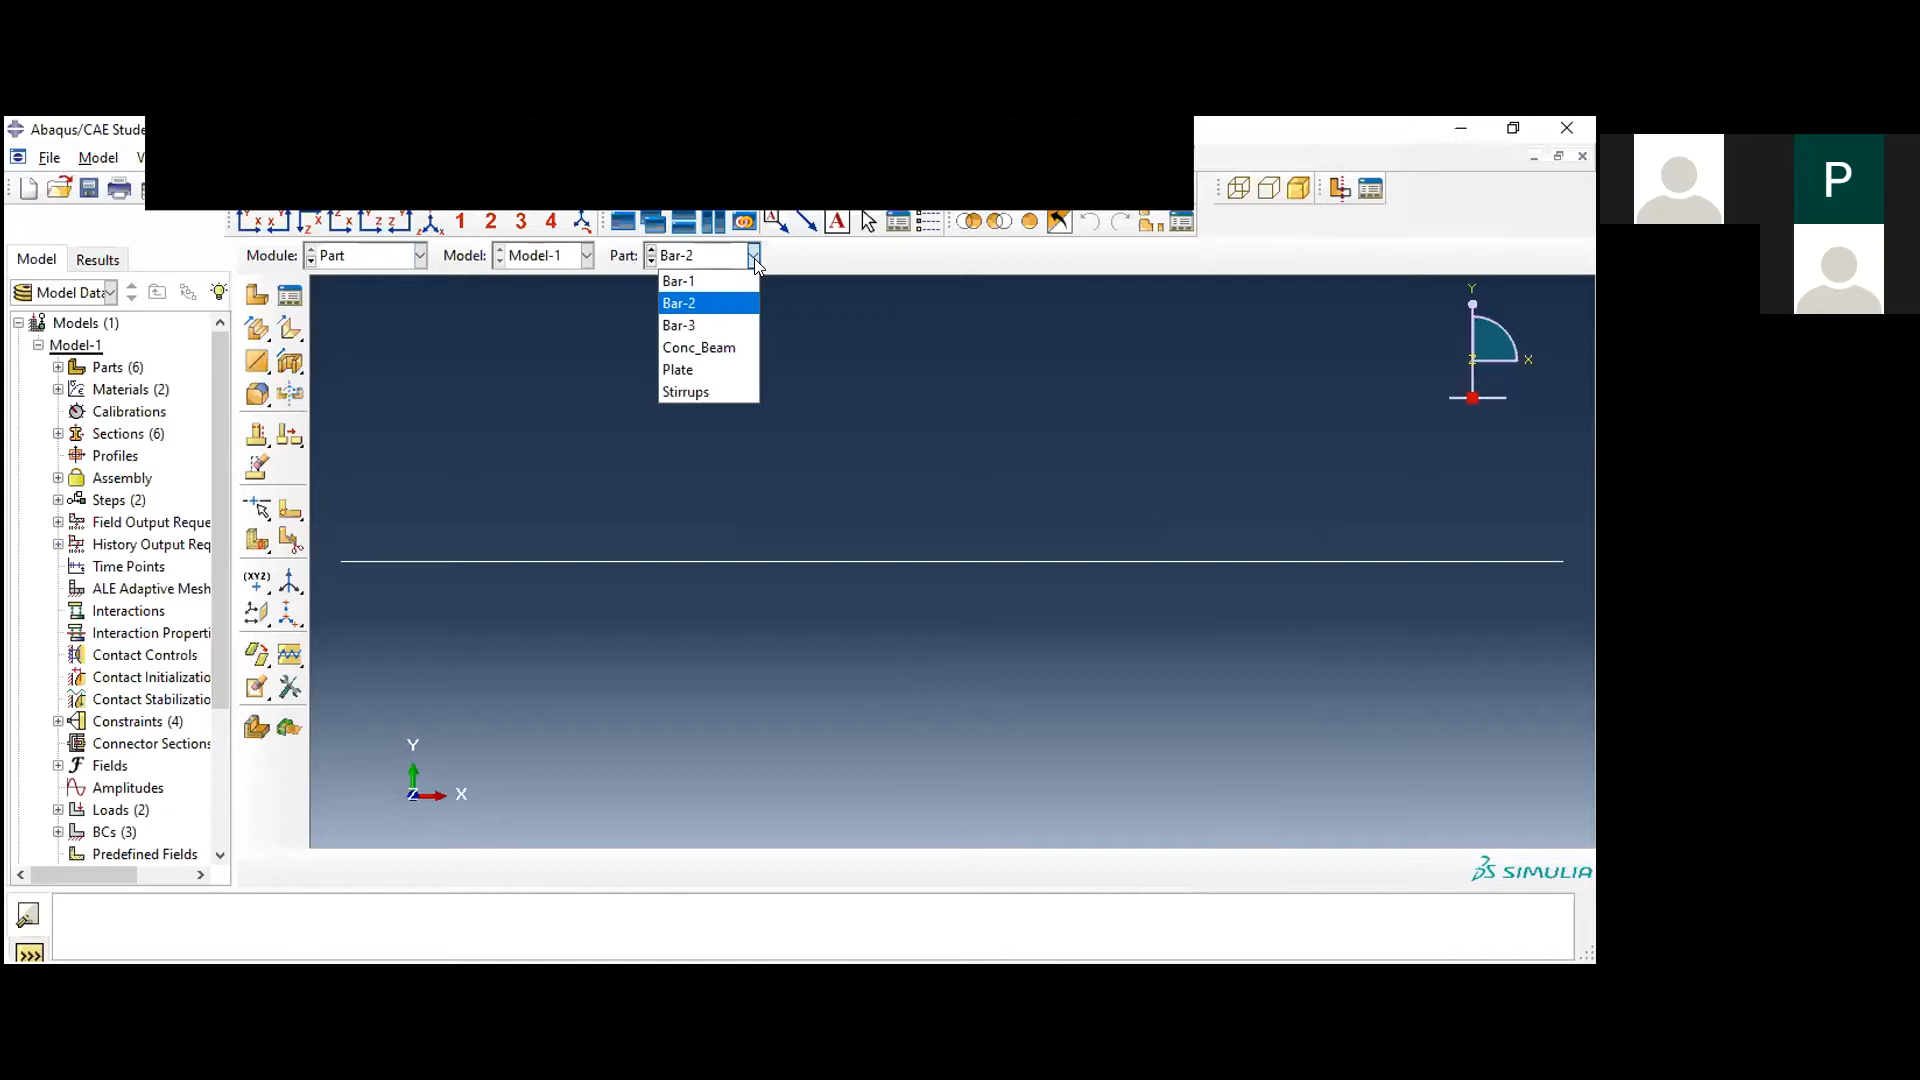 Abaqus/CAE Stude
File Model V
1 2 3 4
A A
Module: Part Model: Model-1 Part: Bar-2
Bar-1
Bar-2
Bar-3
Conc_Beam
Plate
Stirrups
Model Results
Model Data
Models (1)
Model-1
Parts (6)
Materials (2)
Calibrations
Sections (6)
Profiles
Assembly
Steps (2)
Field Output Reque
History Output Req
Time Points
ALE Adaptive Mesh
Interactions
Interaction Properti
Contact Controls
Contact Initializatio
Contact Stabilizatio
Constraints (4)
Connector Sections
Fields
Amplitudes
Loads (2)
BCs (3)
Predefined Fields
(XYZ)
Y
Z X
Y
Z X
SIMULIA
>>>
P